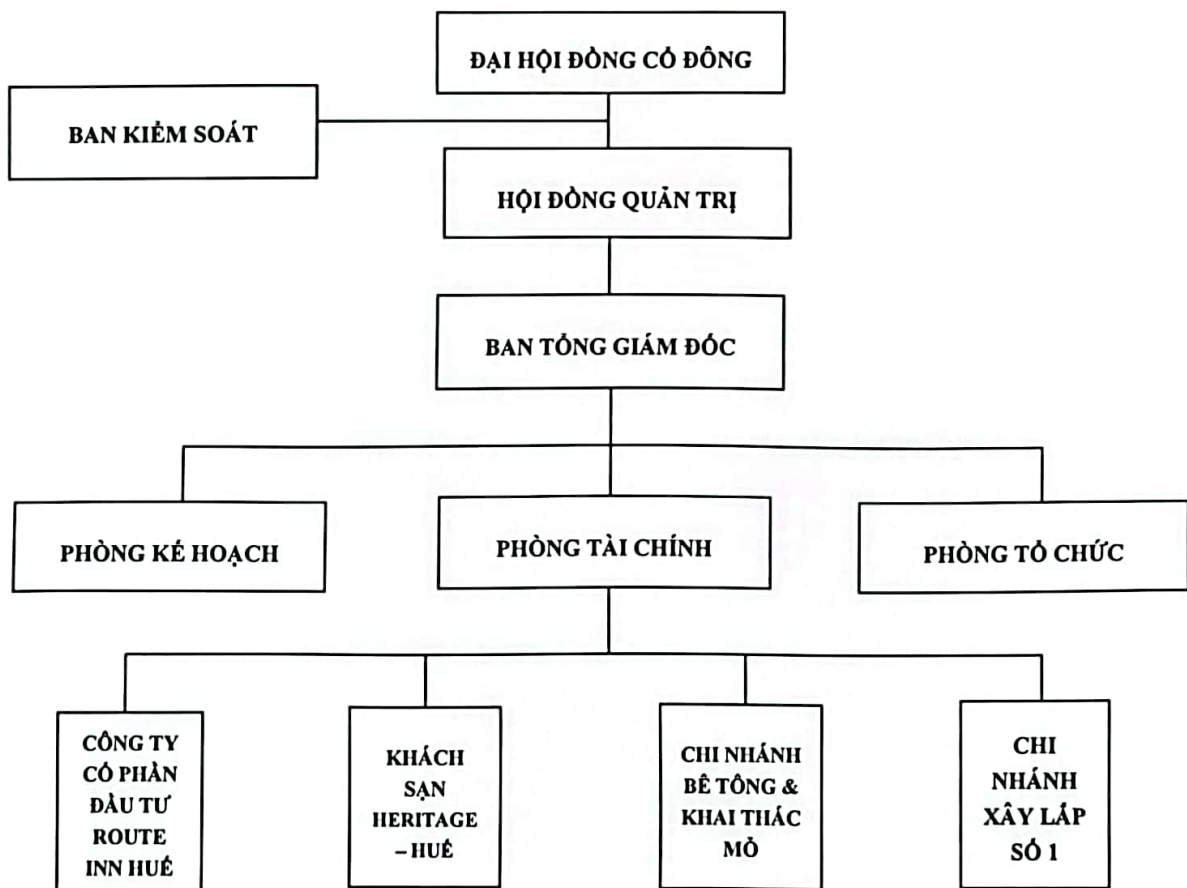 ĐẠI HỘI ĐỒNG CỔ ĐÔNG
BAN KIỂM SOÁT
HỘI ĐỒNG QUẢN TRỊ
BAN TỔNG GIÁM ĐỐC
PHÒNG KẾ HOẠCH
PHÒNG TÀI CHÍNH
PHÒNG TỔ CHỨC
CÔNG TY
CỔ PHẦN
ĐẦU TƯ
ROUTE
INN HUẾ
KHÁCH
SẠN
HERITAGE
– HUẾ
CHI NHÁNH
BÊ TÔNG &
KHAI THÁC
MỎ
CHI
NHÁNH
XÂY LẮP
SỐ 1